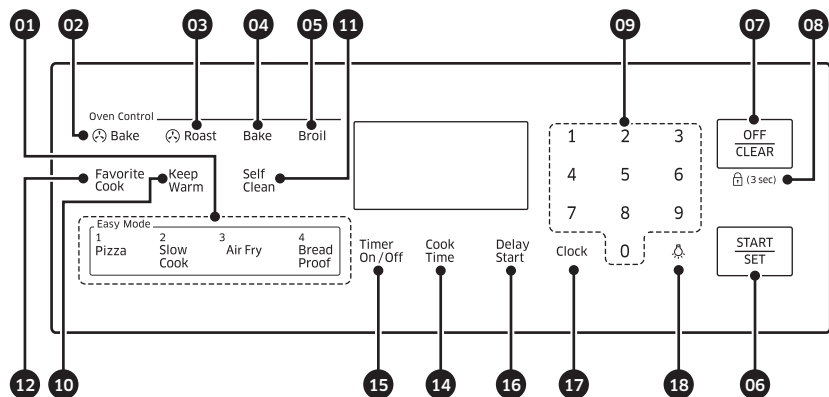 01 02 03 04 05 11 09 07 08
Oven Control
Bake Roast Bake Broil
Favorite
Cook
Keep
Warm
Self
Clean
Easy Mode
1
Pizza
2
Slow
Cook
3
Air Fry
4
Bread
Proof
Timer
On/Off
Cook
Time
Delay
Start
Clock
1 2 3
4 5 6
7 8 9
0
OFF
CLEAR
(3 sec)
START
SET
12 10 15 14 16 17 18 06